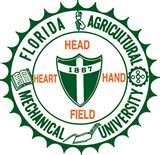 FLORIDA AGRICULTURAL
MECHANICAL UNIVERSITY
HEAD
HEART
1887
HAND
FIELD